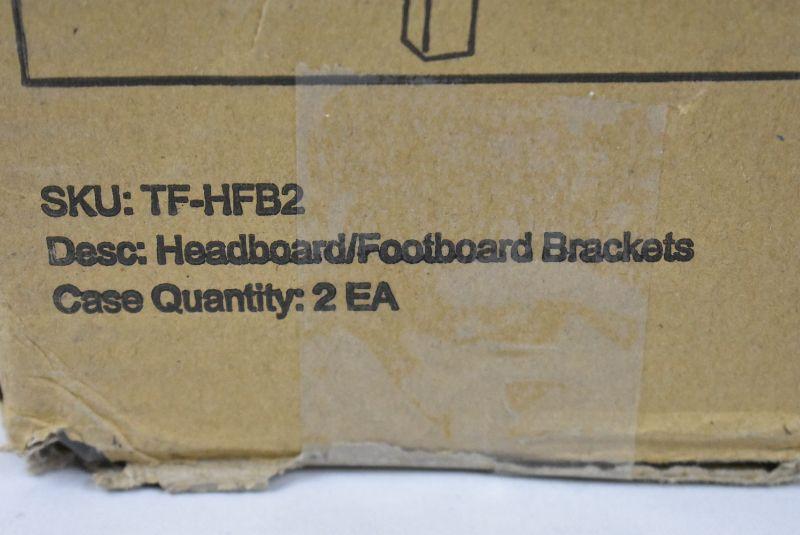 SKU: TF-HFB2
Desc: Headboard/Footboard Brackets
Case Quantity: 2 EA